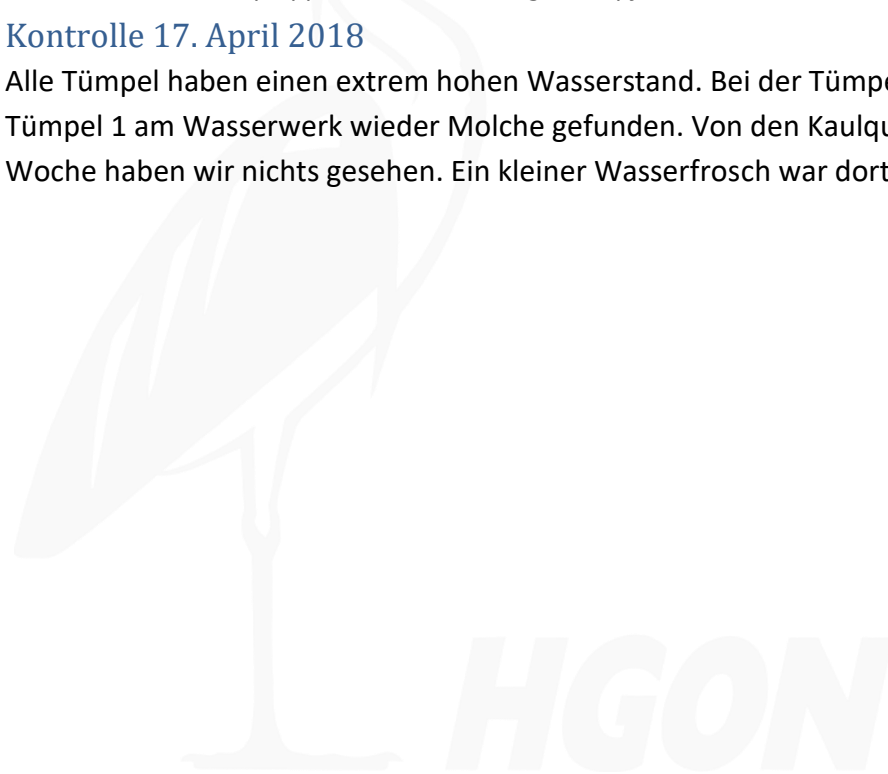 Kontrolle 17. April 2018
Alle Tümpel haben einen extrem hohen Wasserstand. Bei der
Tümpel 1 am Wasserwerk wieder Molche gefunden. Von den
Woche haben wir nichts gesehen. Ein kleiner Wasserfrosch war dort
HGON